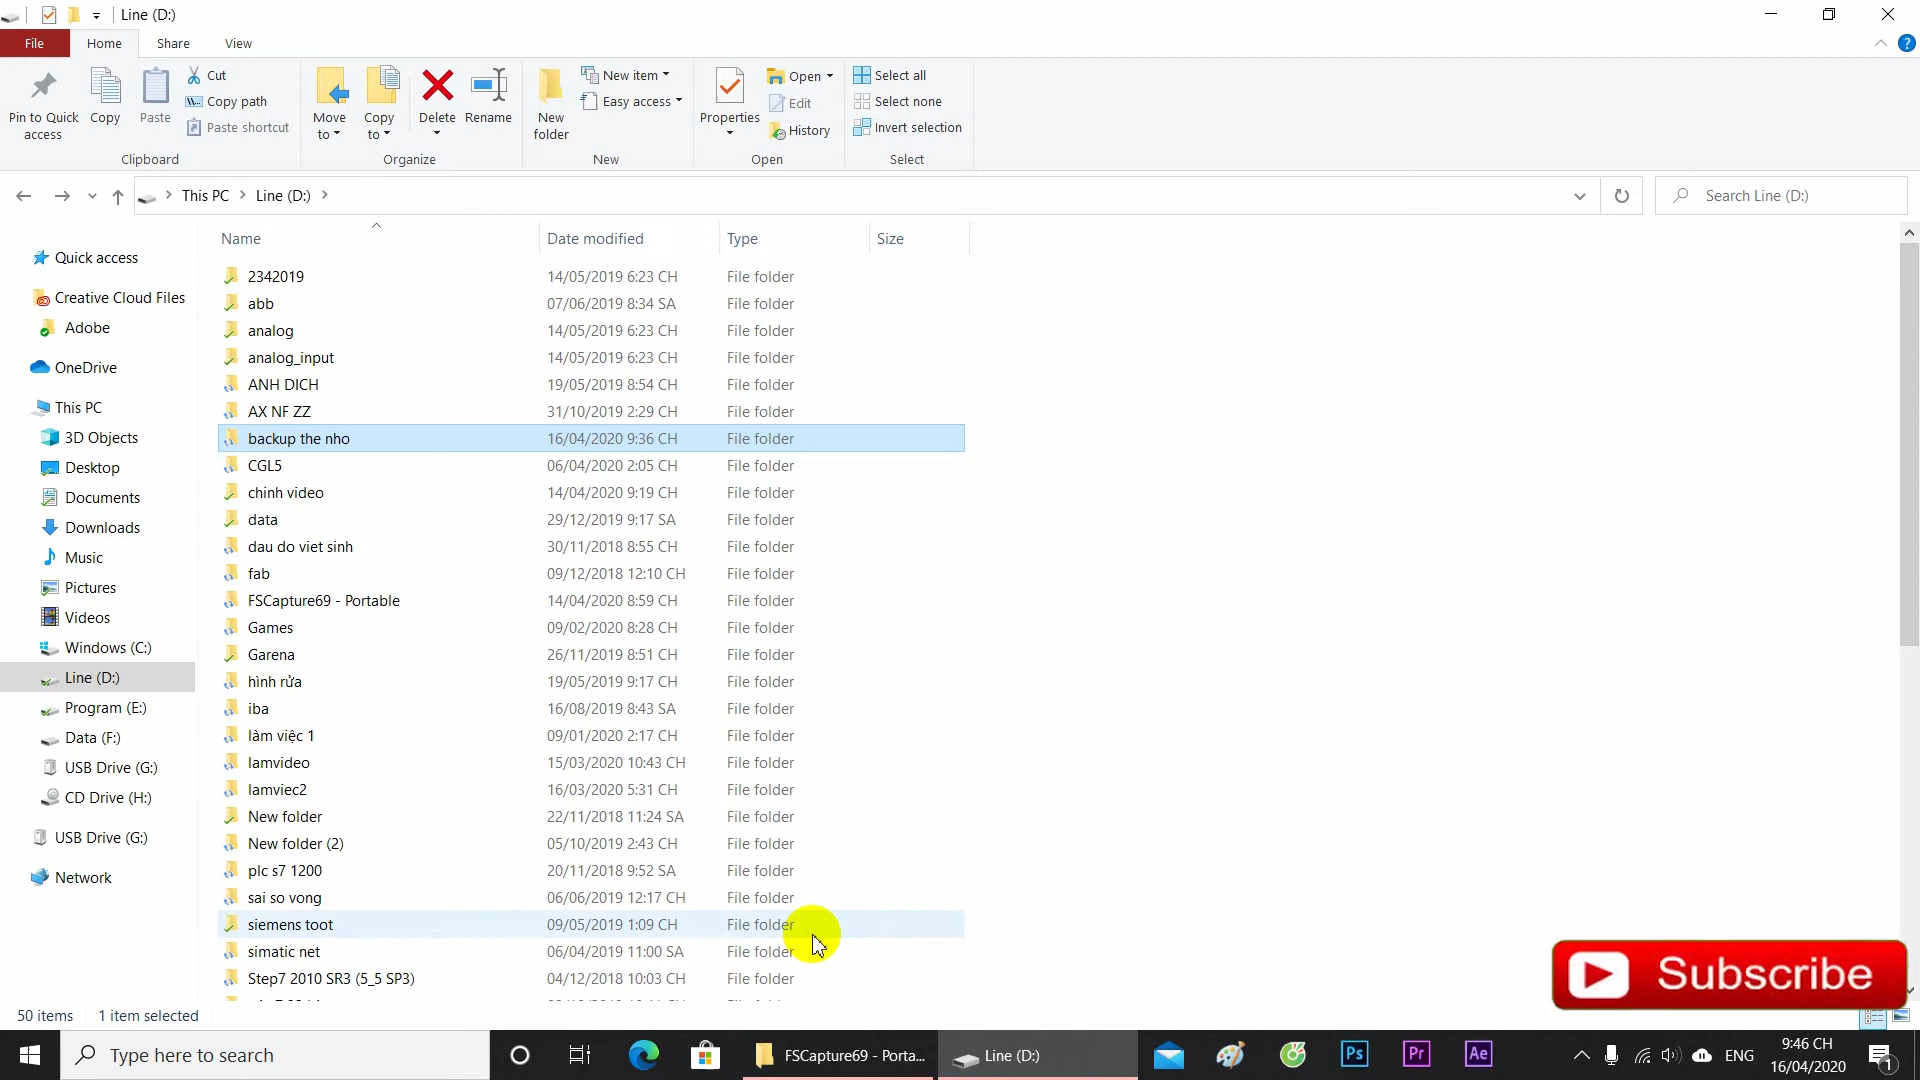 Line (D:)
File
Home
Share
View
Pin to Quick access
Copy
Paste
Cut
Copy path
Paste shortcut
Clipboard
Move to
Copy to
Delete
Rename
Organize
New folder
New item
Easy access
New
Properties
Open
Edit
History
Open
Select all
Select none
Invert selection
Select
This PC
Line (D:)
Search Line (D:)
Name Date modified Type Size
Quick access
Creative Cloud Files
Adobe
OneDrive
This PC
3D Objects
Desktop
Documents
Downloads
Music
Pictures
Videos
Windows (C:)
Line (D:)
Program (E:)
Data (F:)
USB Drive (G:)
CD Drive (H:)
USB Drive (G:)
Network
2342019 14/05/2019 6:23 CH File folder
abb 07/06/2019 8:34 SA File folder
analog 14/05/2019 6:23 CH File folder
analog_input 14/05/2019 6:23 CH File folder
ANH DICH 19/05/2019 8:54 CH File folder
AX NF ZZ 31/10/2019 2:29 CH File folder
backup the nho 16/04/2020 9:36 CH File folder
CGL5 06/04/2020 2:05 CH File folder
chinh video 14/04/2020 9:19 CH File folder
data 29/12/2019 9:17 SA File folder
dau do viet sinh 30/11/2018 8:55 CH File folder
fab 09/12/2018 12:10 CH File folder
FSCapture69 - Portable 14/04/2020 8:59 CH File folder
Games 09/02/2020 8:28 CH File folder
Garena 26/11/2019 8:51 CH File folder
hình rửa 19/05/2019 9:17 CH File folder
iba 16/08/2019 8:43 SA File folder
làm việc 1 09/01/2020 2:17 CH File folder
lamvideo 15/03/2020 10:43 CH File folder
lamviec2 16/03/2020 5:31 CH File folder
New folder 22/11/2018 11:24 SA File folder
New folder (2) 05/10/2019 2:43 CH File folder
plc s7 1200 20/11/2018 9:52 SA File folder
sai so vong 06/06/2019 12:17 CH File folder
siemens toot 09/05/2019 1:09 CH File folder
simatic net 06/04/2019 11:00 SA File folder
Step7 2010 SR3 (5_5 SP3) 04/12/2018 10:03 CH File folder
Subscribe
50 items 1 item selected
Type here to search
FSCapture69 - Porta...
Line (D:)
Ps
Pr
Ae
ENG
9:46 CH
16/04/2020
1